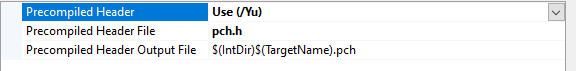 Precompiled Header Use (/Yu)
Precompiled Header File pch.h
Precompiled Header Output File $(IntDir)$(TargetName).pch